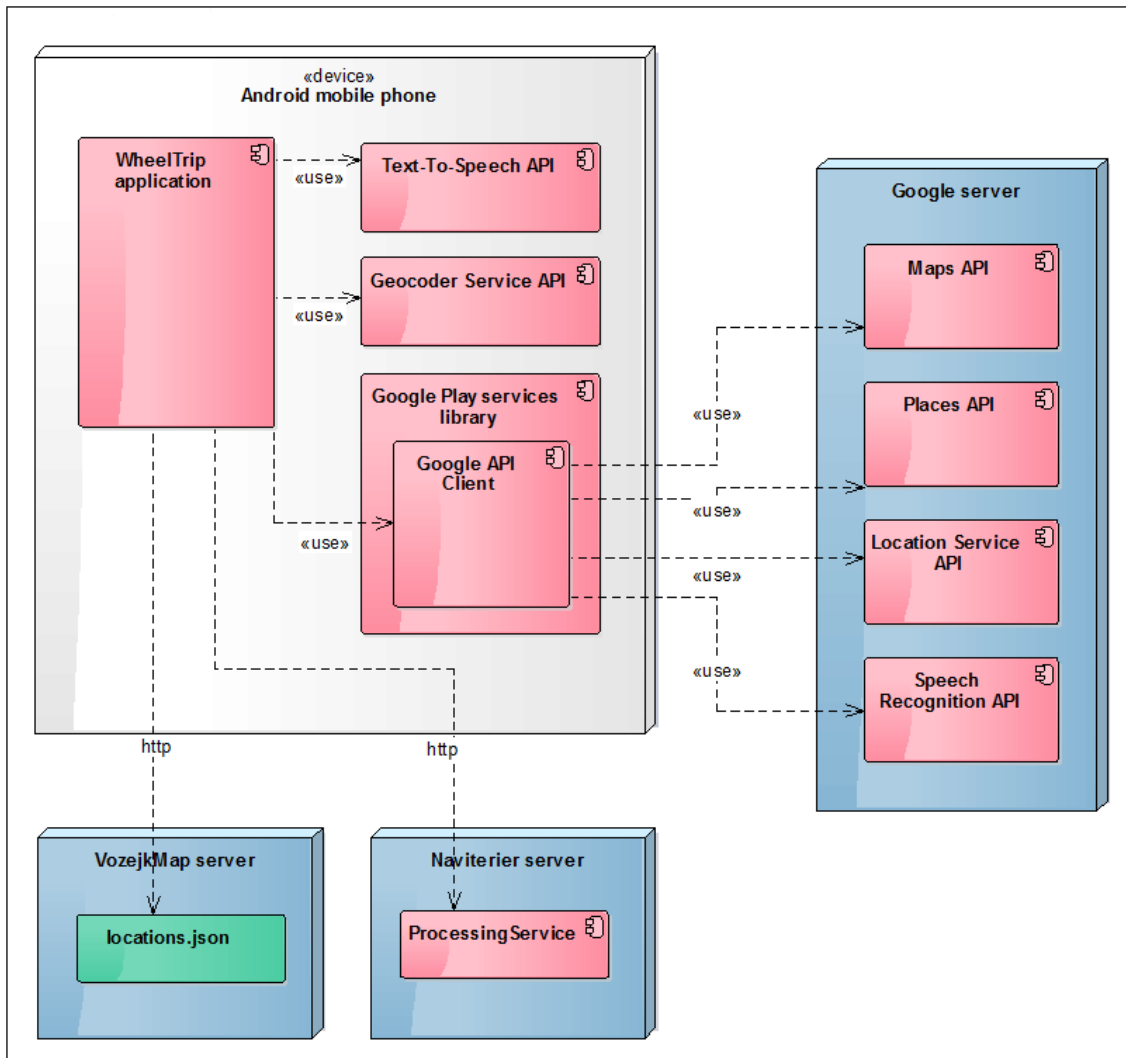 «device»
Android mobile phone
WheelTrip
application
«use»
Text-To-Speech API
«use»
Geocoder Service API
Google Play services
library
Google API
Client
«use»
Google server
Maps API
«use»
Places API
«use»
Location Service
API
«use»
Speech
Recognition API
«use»
http
http
VozejkMap server
locations.json
Naviterier server
ProcessingService